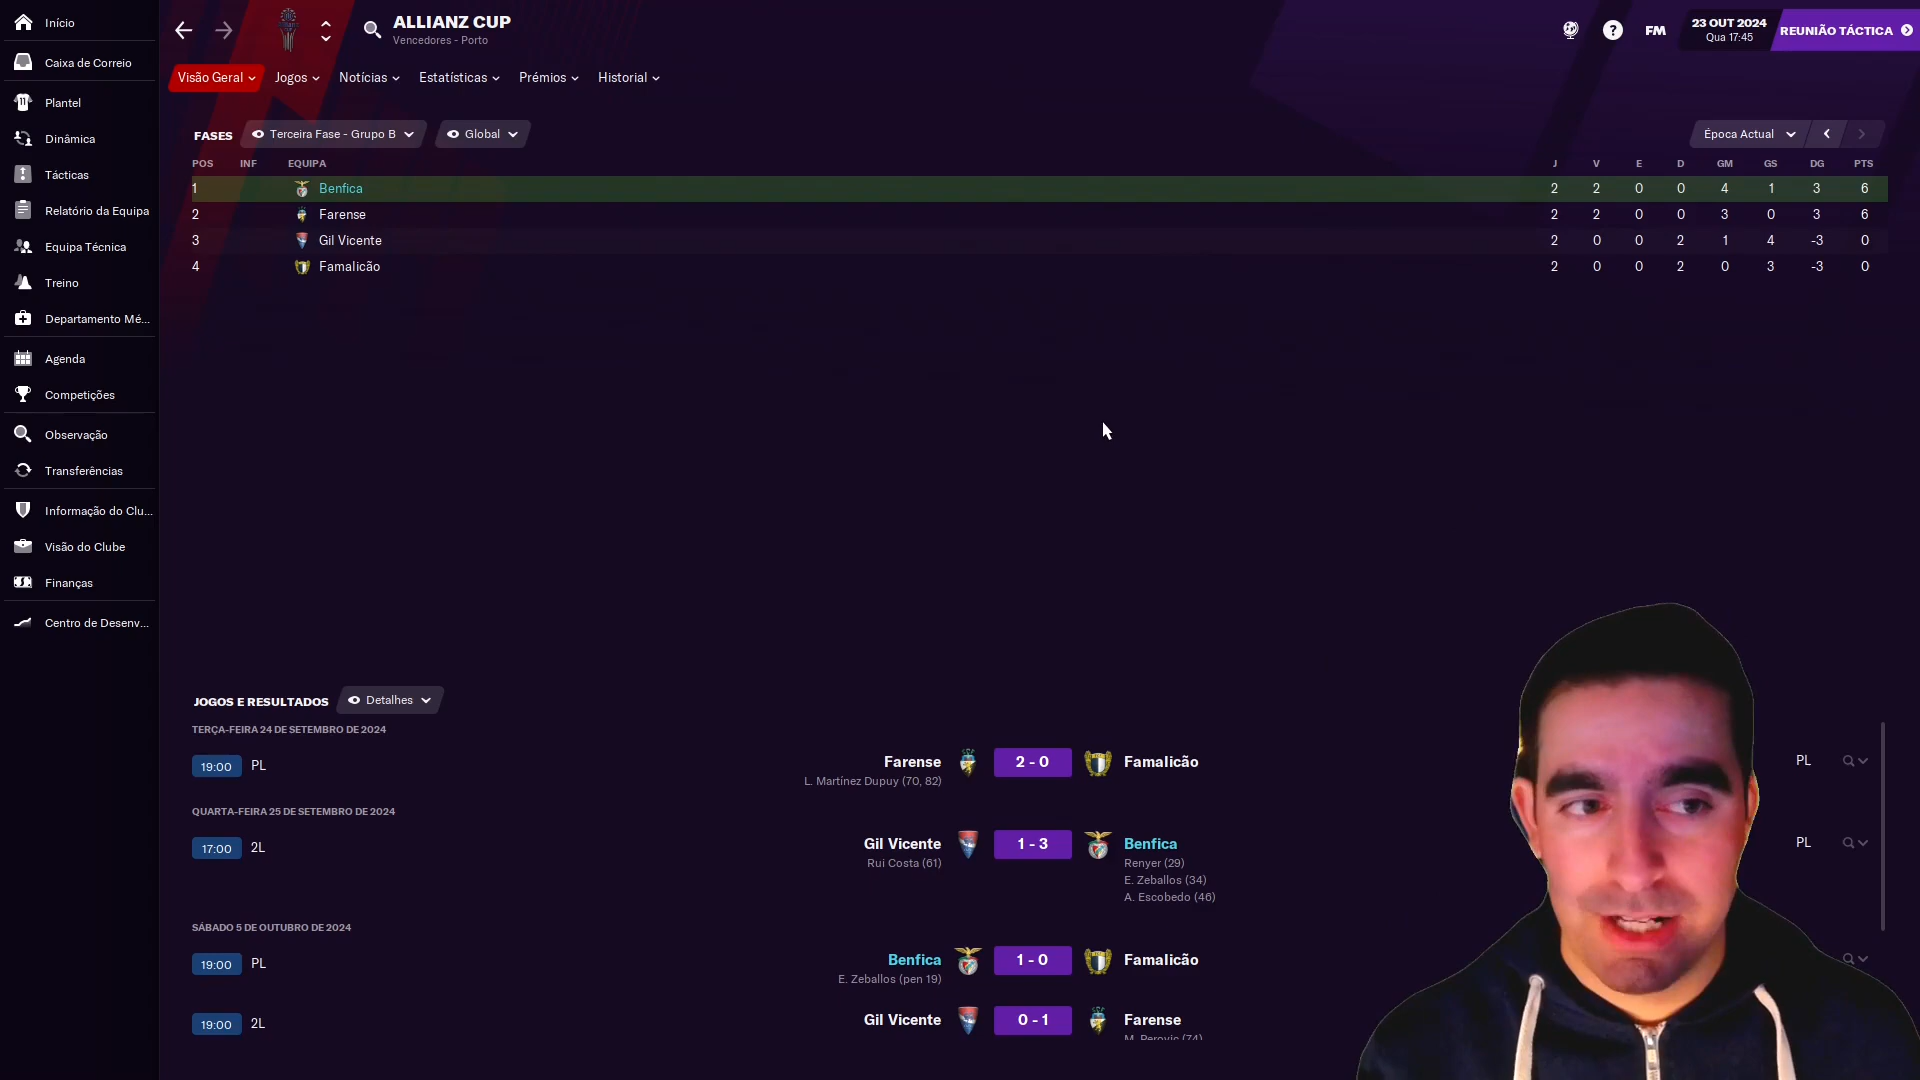 Início
Caixa de Correio
Plantel
Dinâmica
Tácticas
Relatório da Equipa
Equipa Técnica
Treino
Departamento Mé...
Agenda
Competições
Observação
Transferências
Informação do Clu...
Visão do Clube
Finanças
Centro de Desenv...
ALLIANZ CUP
Vencedores - Porto
FM
23 OUT 2024
Qua 17:45
REUNIÃO TÁCTICA
Visão Geral Jogos Notícias Estatísticas Prémios Historial
FASES Terceira Fase - Grupo B Global Época Actual
POS INF EQUIPA J V E D GM GS DG PTS
1 Benfica 2 2 0 0 4 1 3 6
2 Farense 2 2 0 0 3 0 3 6
3 Gil Vicente 2 0 0 2 1 4 -3 0
4 Famalicão 2 0 0 2 0 3 -3 0
JOGOS E RESULTADOS Detalhes
TERÇA-FEIRA 24 DE SETEMBRO DE 2024
19:00 PL Farense 2 - 0 Famalicão PL
L. Martínez Dupuy (70, 82)
QUARTA-FEIRA 25 DE SETEMBRO DE 2024
17:00 2L Gil Vicente 1 - 3 Benfica PL
Rui Costa (61) Renyer (29)
E. Zeballos (34)
A. Escobedo (46)
SÁBADO 5 DE OUTUBRO DE 2024
19:00 PL Benfica 1 - 0 Famalicão
E. Zeballos (pen 19)
19:00 2L Gil Vicente 0 - 1 Farense
M. Perovic (74)